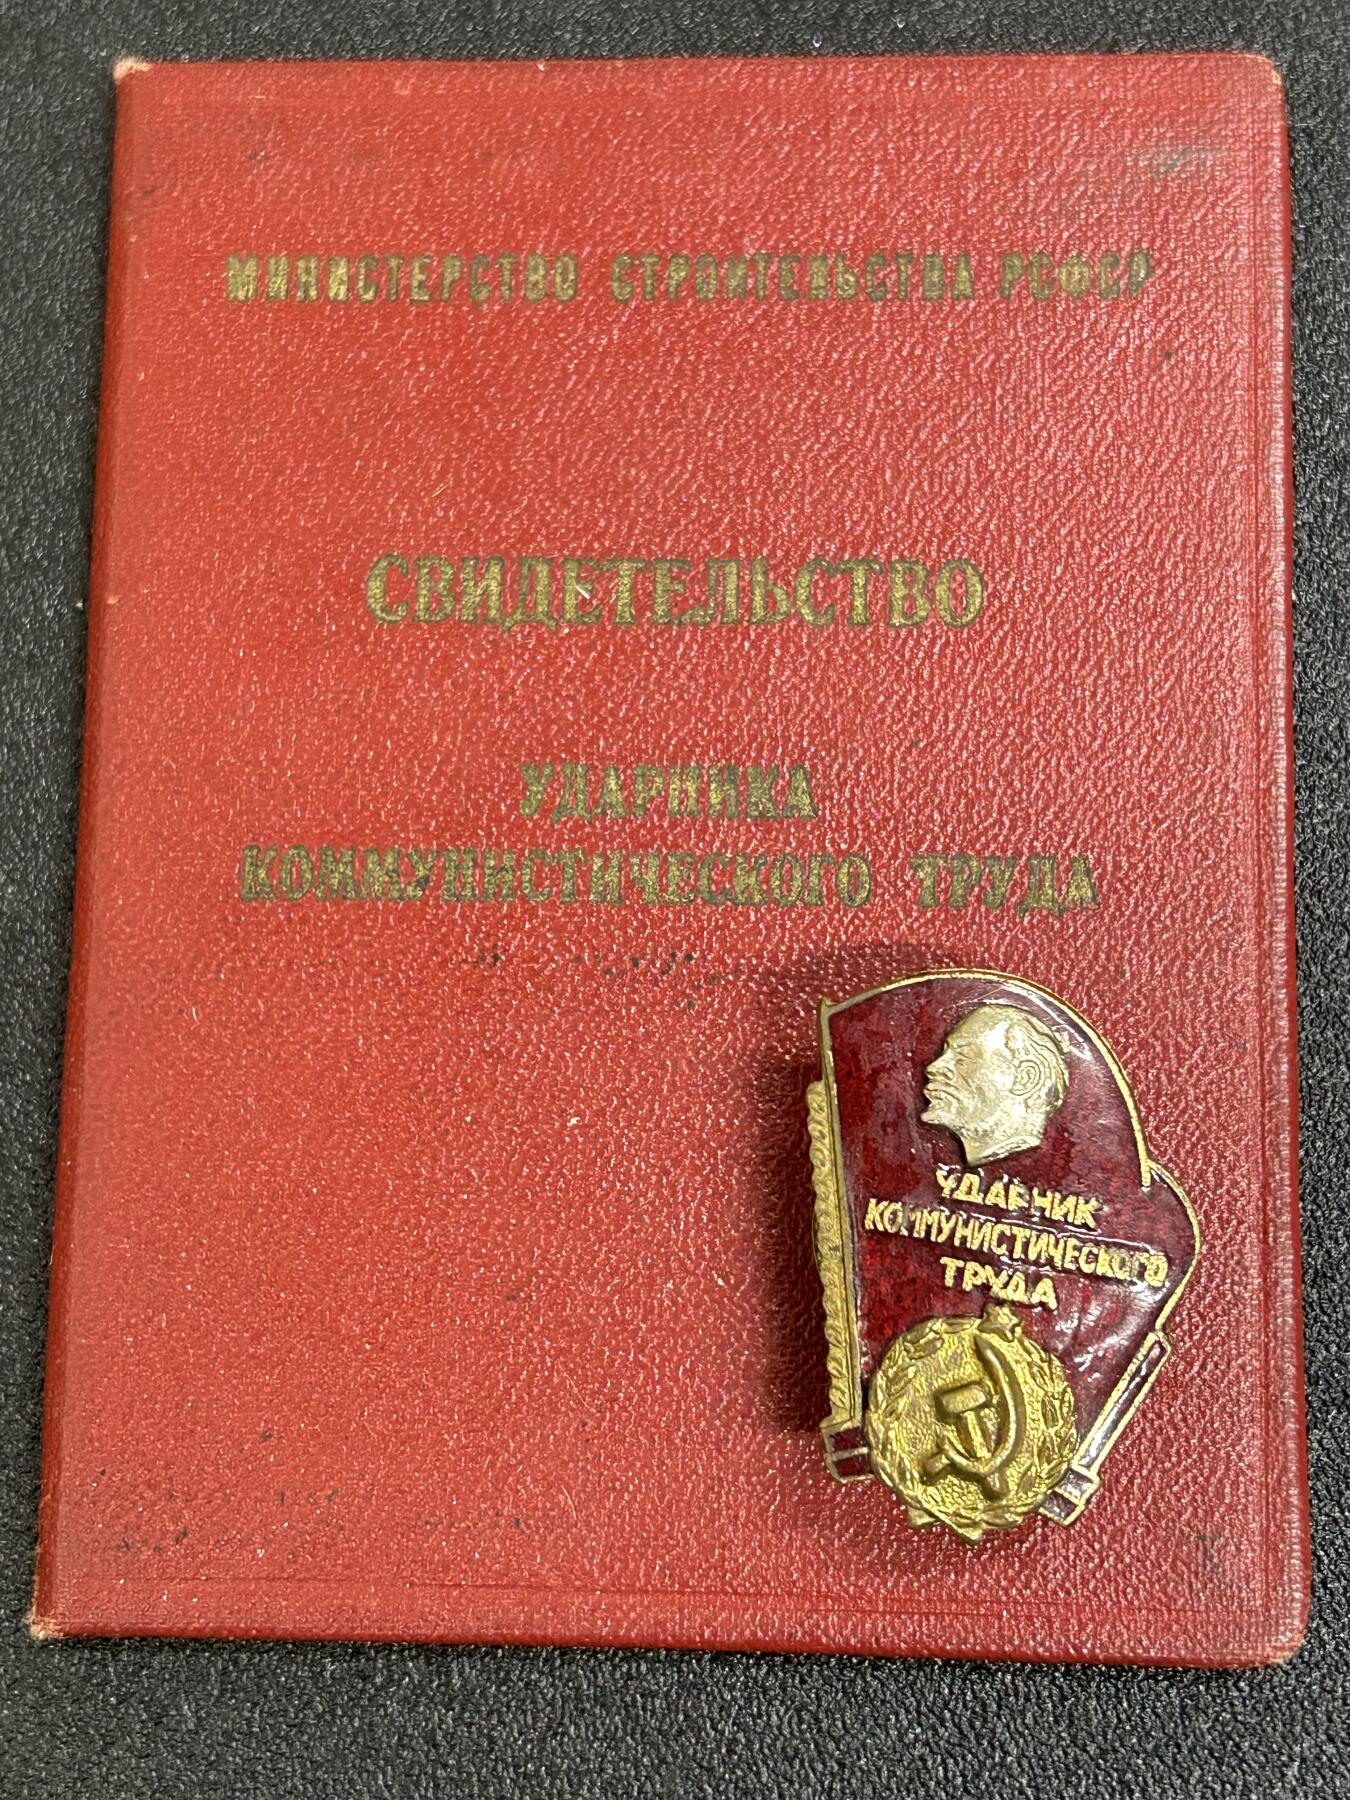 МИНИСТЕРСТВО СТРОИТЕЛЬСТВА РСФСР
СВИДЕТЕЛЬСТВО
УДАРНИКА
КОММУНИСТИЧЕСКОГО ТРУДА
УДАРНИК
КОММУНИСТИЧЕСКОГО
ТРУДА